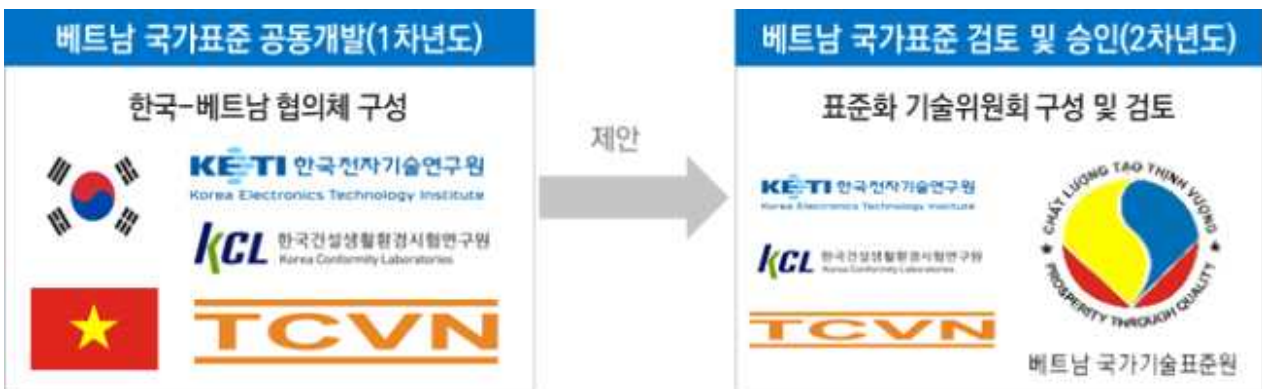 베트남 국가표준 공동개발(1차년도)
한국-베트남 협의체 구성
KETI 한국전자기술연구원
Korea Electronics Technology Institute
KCL 한국건설생활환경시험연구원
Korea Conformity Laboratories
TCVN
제안
베트남 국가표준 검토 및 승인(2차년도)
표준화 기술위원회 구성 및 검토
KETI 한국전자기술연구원
Korea Electronics Technology Institute
KCL 한국건설생활환경시험연구원
Korea Conformity Laboratories
TCVN
CHẤT LƯỢNG TẠO THỊNH VƯỢNG
PROSPERITY THROUGH QUALITY
베트남 국가기술표준원